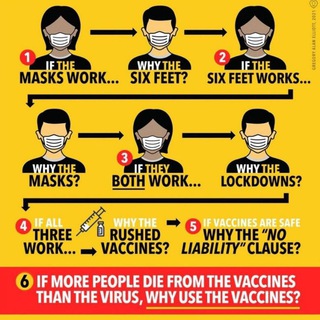 GREGORY ALAN ELLIOTT, 2021 ©
1 IF THE MASKS WORK...
WHY THE SIX FEET?
2 IF THE SIX FEET WORKS...
WHY THE MASKS?
3 IF THEY BOTH WORK...
WHY THE LOCKDOWNS?
4 IF ALL THREE WORK...
WHY THE RUSHED VACCINES?
5 IF VACCINES ARE SAFE
WHY THE "NO LIABILITY" CLAUSE?
6 IF MORE PEOPLE DIE FROM THE VACCINES
THAN THE VIRUS, WHY USE THE VACCINES?